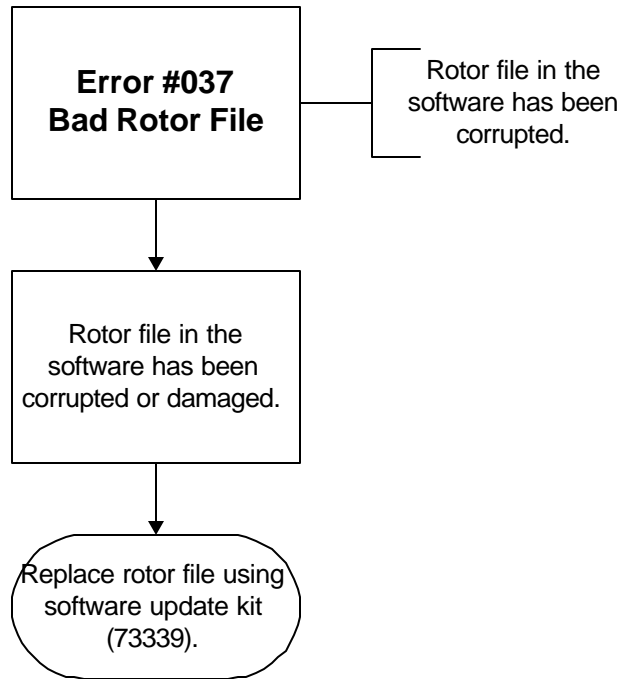 Error #037
Bad Rotor File
Rotor file in the
software has been
corrupted.
Rotor file in the
software has been
corrupted or damaged.
Replace rotor file using
software update kit
(73339).